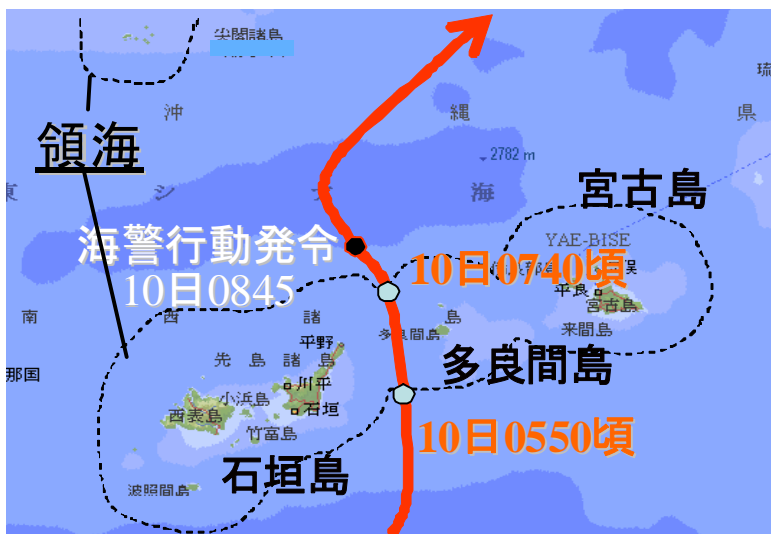 尖閣諸島
琉
沖
縄
県
領海
2782 m
東
シ
ナ
海
宮古島
海警行動発令
10日0845
YAE-BISE
10日0740頃
平良
宮古島
来間島
南
西
諸
島
多良間島
平野
先島諸島
多良間島
那国
川平
小浜島
石垣
西表島
竹富島
10日0550頃
石垣島
波照間島